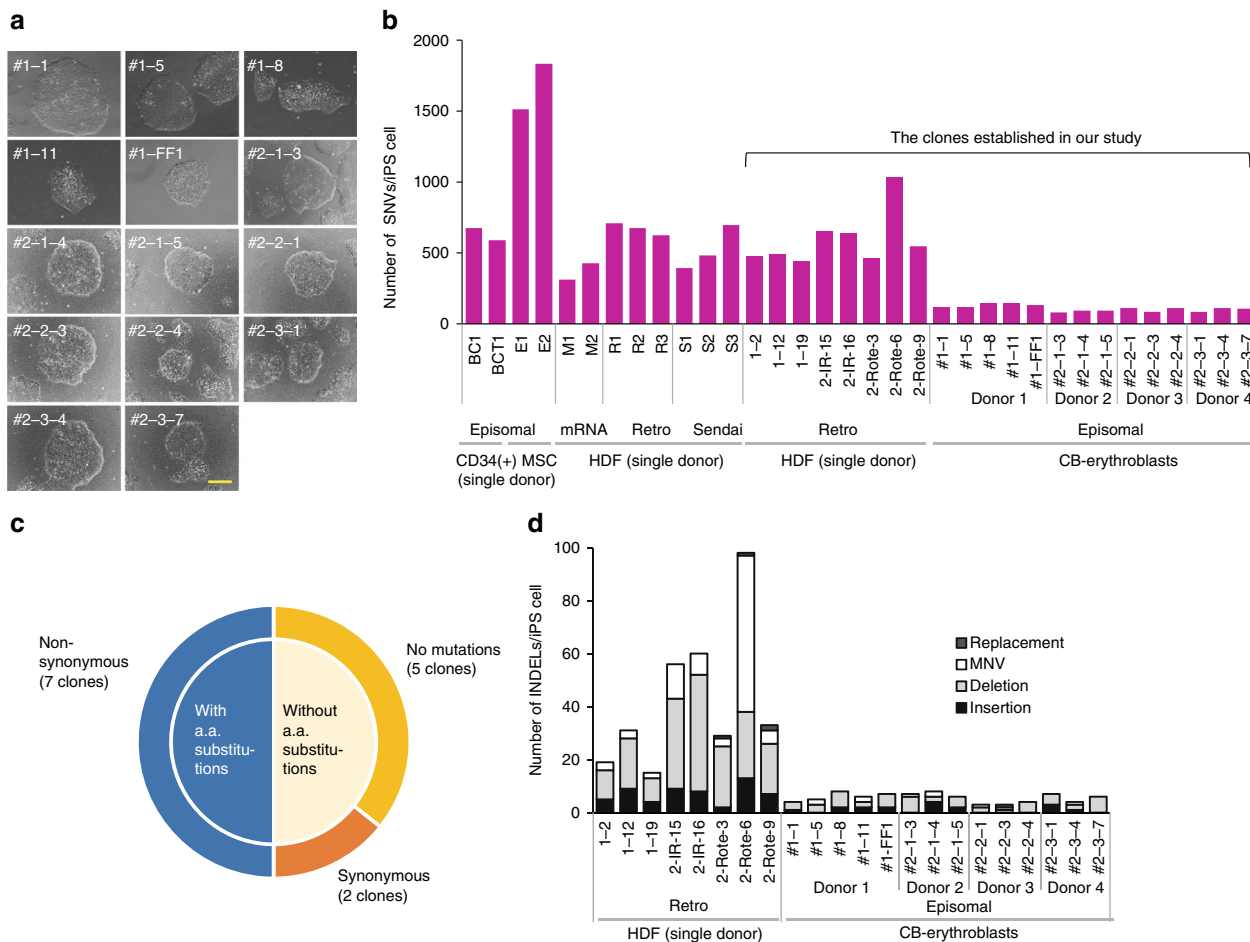 a
#1–1
#1–5
#1–8
#1–11
#1–FF1
#2–1–3
#2–1–4
#2–1–5
#2–2–1
#2–2–3
#2–2–4
#2–3–1
#2–3–4
#2–3–7
b
Number of SNVs/iPS cell
2000
1500
1000
500
0
The clones established in our study
BC1
BCT1
E1
E2
M1
M2
R1
R2
R3
S1
S2
S3
1–2
1–12
1–19
2-IR-15
2-IR-16
2-Rote-3
2-Rote-6
2-Rote-9
#1–1
#1–5
#1–8
#1–11
#1–FF1
#2–1–3
#2–1–4
#2–1–5
#2–2–1
#2–2–3
#2–2–4
#2–3–1
#2–3–4
#2–3–7
Donor 1 Donor 2 Donor 3 Donor 4
Episomal mRNA Retro Sendai Retro Episomal
CD34(+) MSC
(single donor)
HDF (single donor)
HDF (single donor)
CB-erythroblasts
c
Non-
synonymous
(7 clones)
With
a.a.
substitu-
tions
Without
a.a.
substitu-
tions
No mutations
(5 clones)
Synonymous
(2 clones)
d
Number of INDELs/iPS cell
100
80
60
40
20
0
Replacement
MNV
Deletion
Insertion
1–2
1–12
1–19
2-IR-15
2-IR-16
2-Rote-3
2-Rote-6
2-Rote-9
#1–1
#1–5
#1–8
#1–11
#1-FF1
#2–1–3
#2–1–4
#2–1–5
#2–2–1
#2–2–3
#2–2–4
#2–3–1
#2–3–4
#2–3–7
Donor 1 Donor 2 Donor 3 Donor 4
Retro Episomal
HDF (single donor) CB-erythroblasts